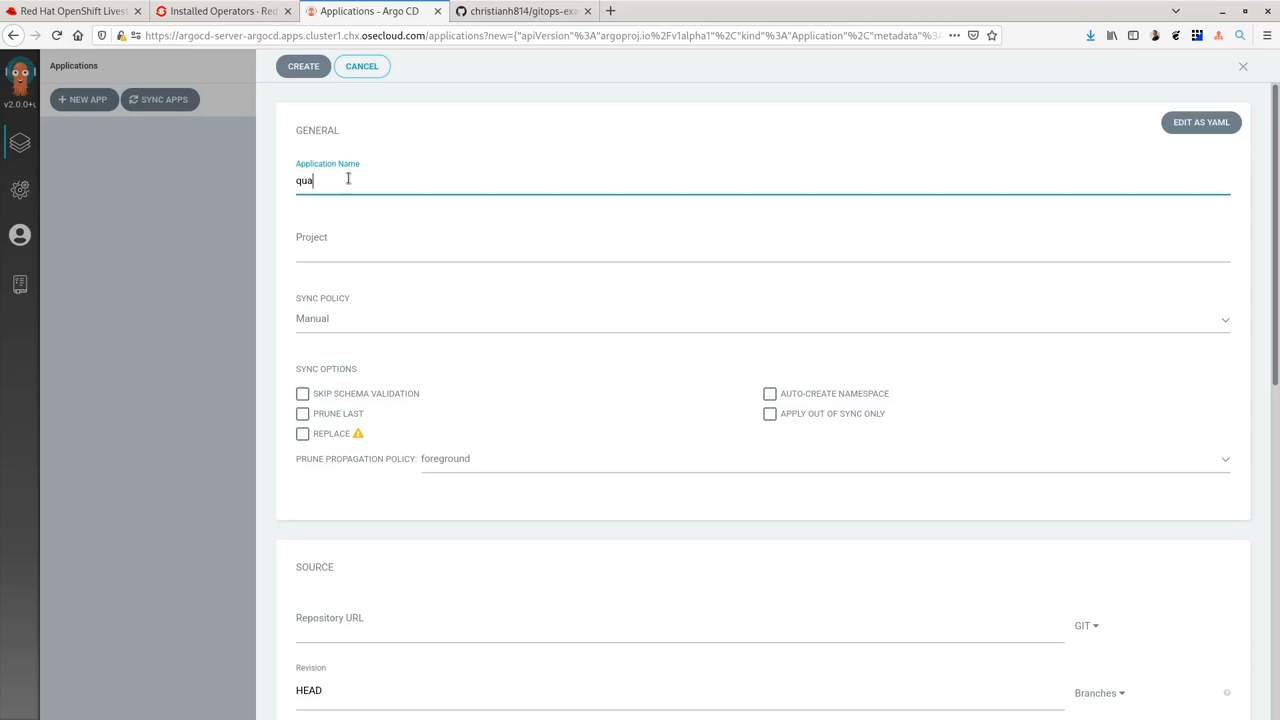 Red Hat OpenShift Livest
Installed Operators - Red
Applications - Argo CD
christianh814/gitops-exa
https://argocd-server-argocd.apps.cluster1.chx.osecloud.com/applications?new={"apiVersion"%3A"argoproj.io%2Fv1alpha1"%2C"kind"%3A"Application"%2C"metadata"%
Applications
CREATE
CANCEL
v2.0.0+u
NEW APP
SYNC APPS
GENERAL
EDIT AS YAML
Application Name
qua
Project
SYNC POLICY
Manual
SYNC OPTIONS
SKIP SCHEMA VALIDATION
AUTO-CREATE NAMESPACE
PRUNE LAST
APPLY OUT OF SYNC ONLY
REPLACE
PRUNE PROPAGATION POLICY: foreground
SOURCE
Repository URL
GIT
Revision
HEAD
Branches